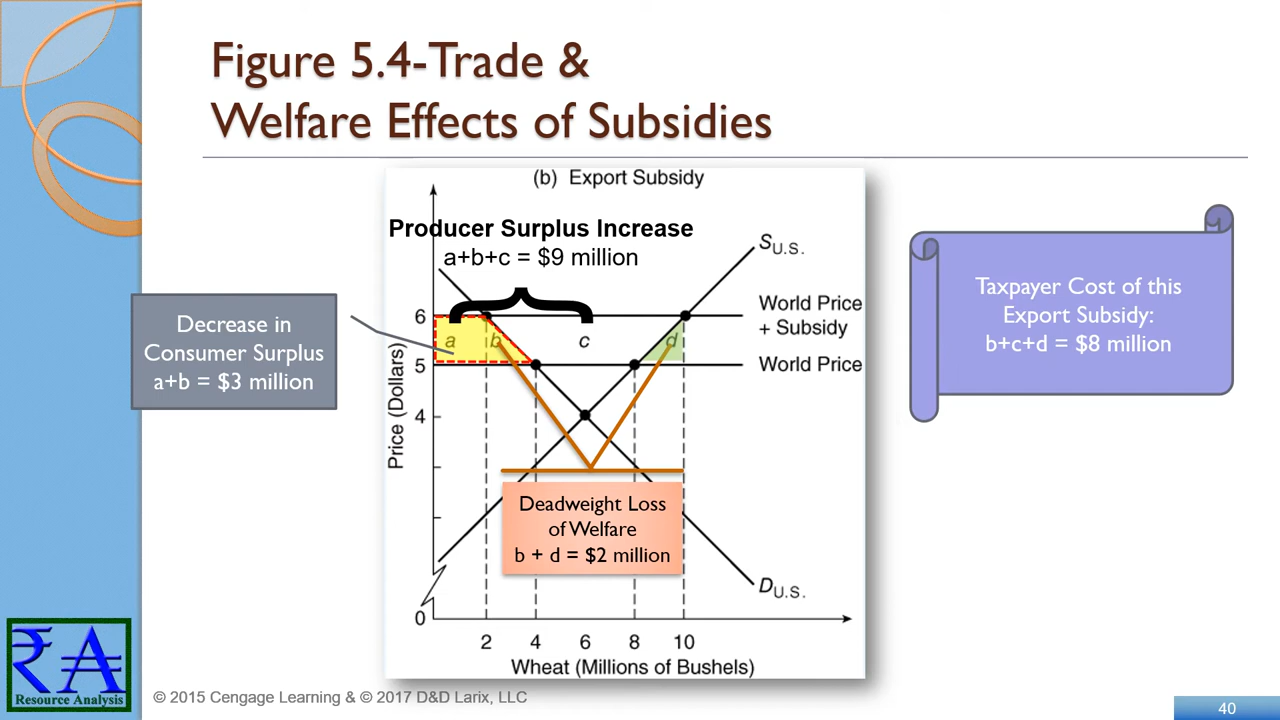 Figure 5.4-Trade &
Welfare Effects of Subsidies
(b) Export Subsidy
Producer Surplus Increase
a+b+c = $9 million
S U.S.
World Price
+ Subsidy
World Price
6
5
4
0
a
b
c
d
Price (Dollars)
Decrease in
Consumer Surplus
a+b = $3 million
Taxpayer Cost of this
Export Subsidy:
b+c+d = $8 million
Deadweight Loss
of Welfare
b + d = $2 million
D U.S.
2 4 6 8 10
Wheat (Millions of Bushels)
₹ A
Resource Analysis
© 2015 Cengage Learning & © 2017 D&D Larix, LLC
40